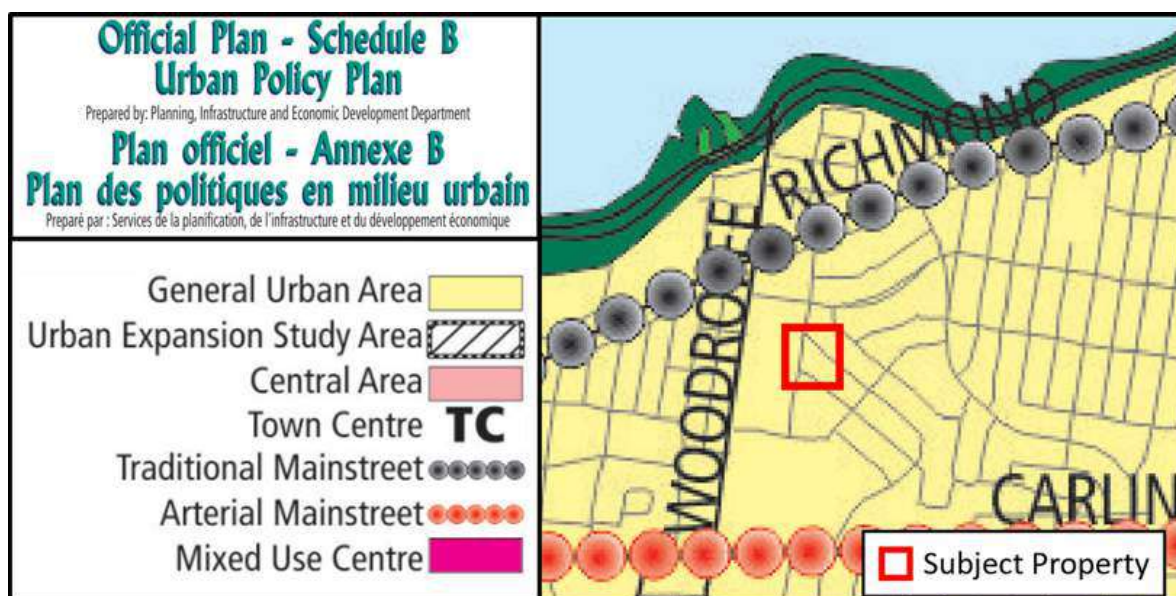 Official Plan - Schedule B
Urban Policy Plan
Prepared by: Planning, Infrastructure and Economic Development Department
Plan officiel - Annexe B
Plan des politiques en milieu urbain
Preparé par : Services de la planification, de l'infrastructure et du développement économique
General Urban Area
Urban Expansion Study Area
Central Area
Town Centre TC
Traditional Mainstreet
Arterial Mainstreet
Mixed Use Centre
RICHMOND
WOODROFFE
CARLIN
Subject Property